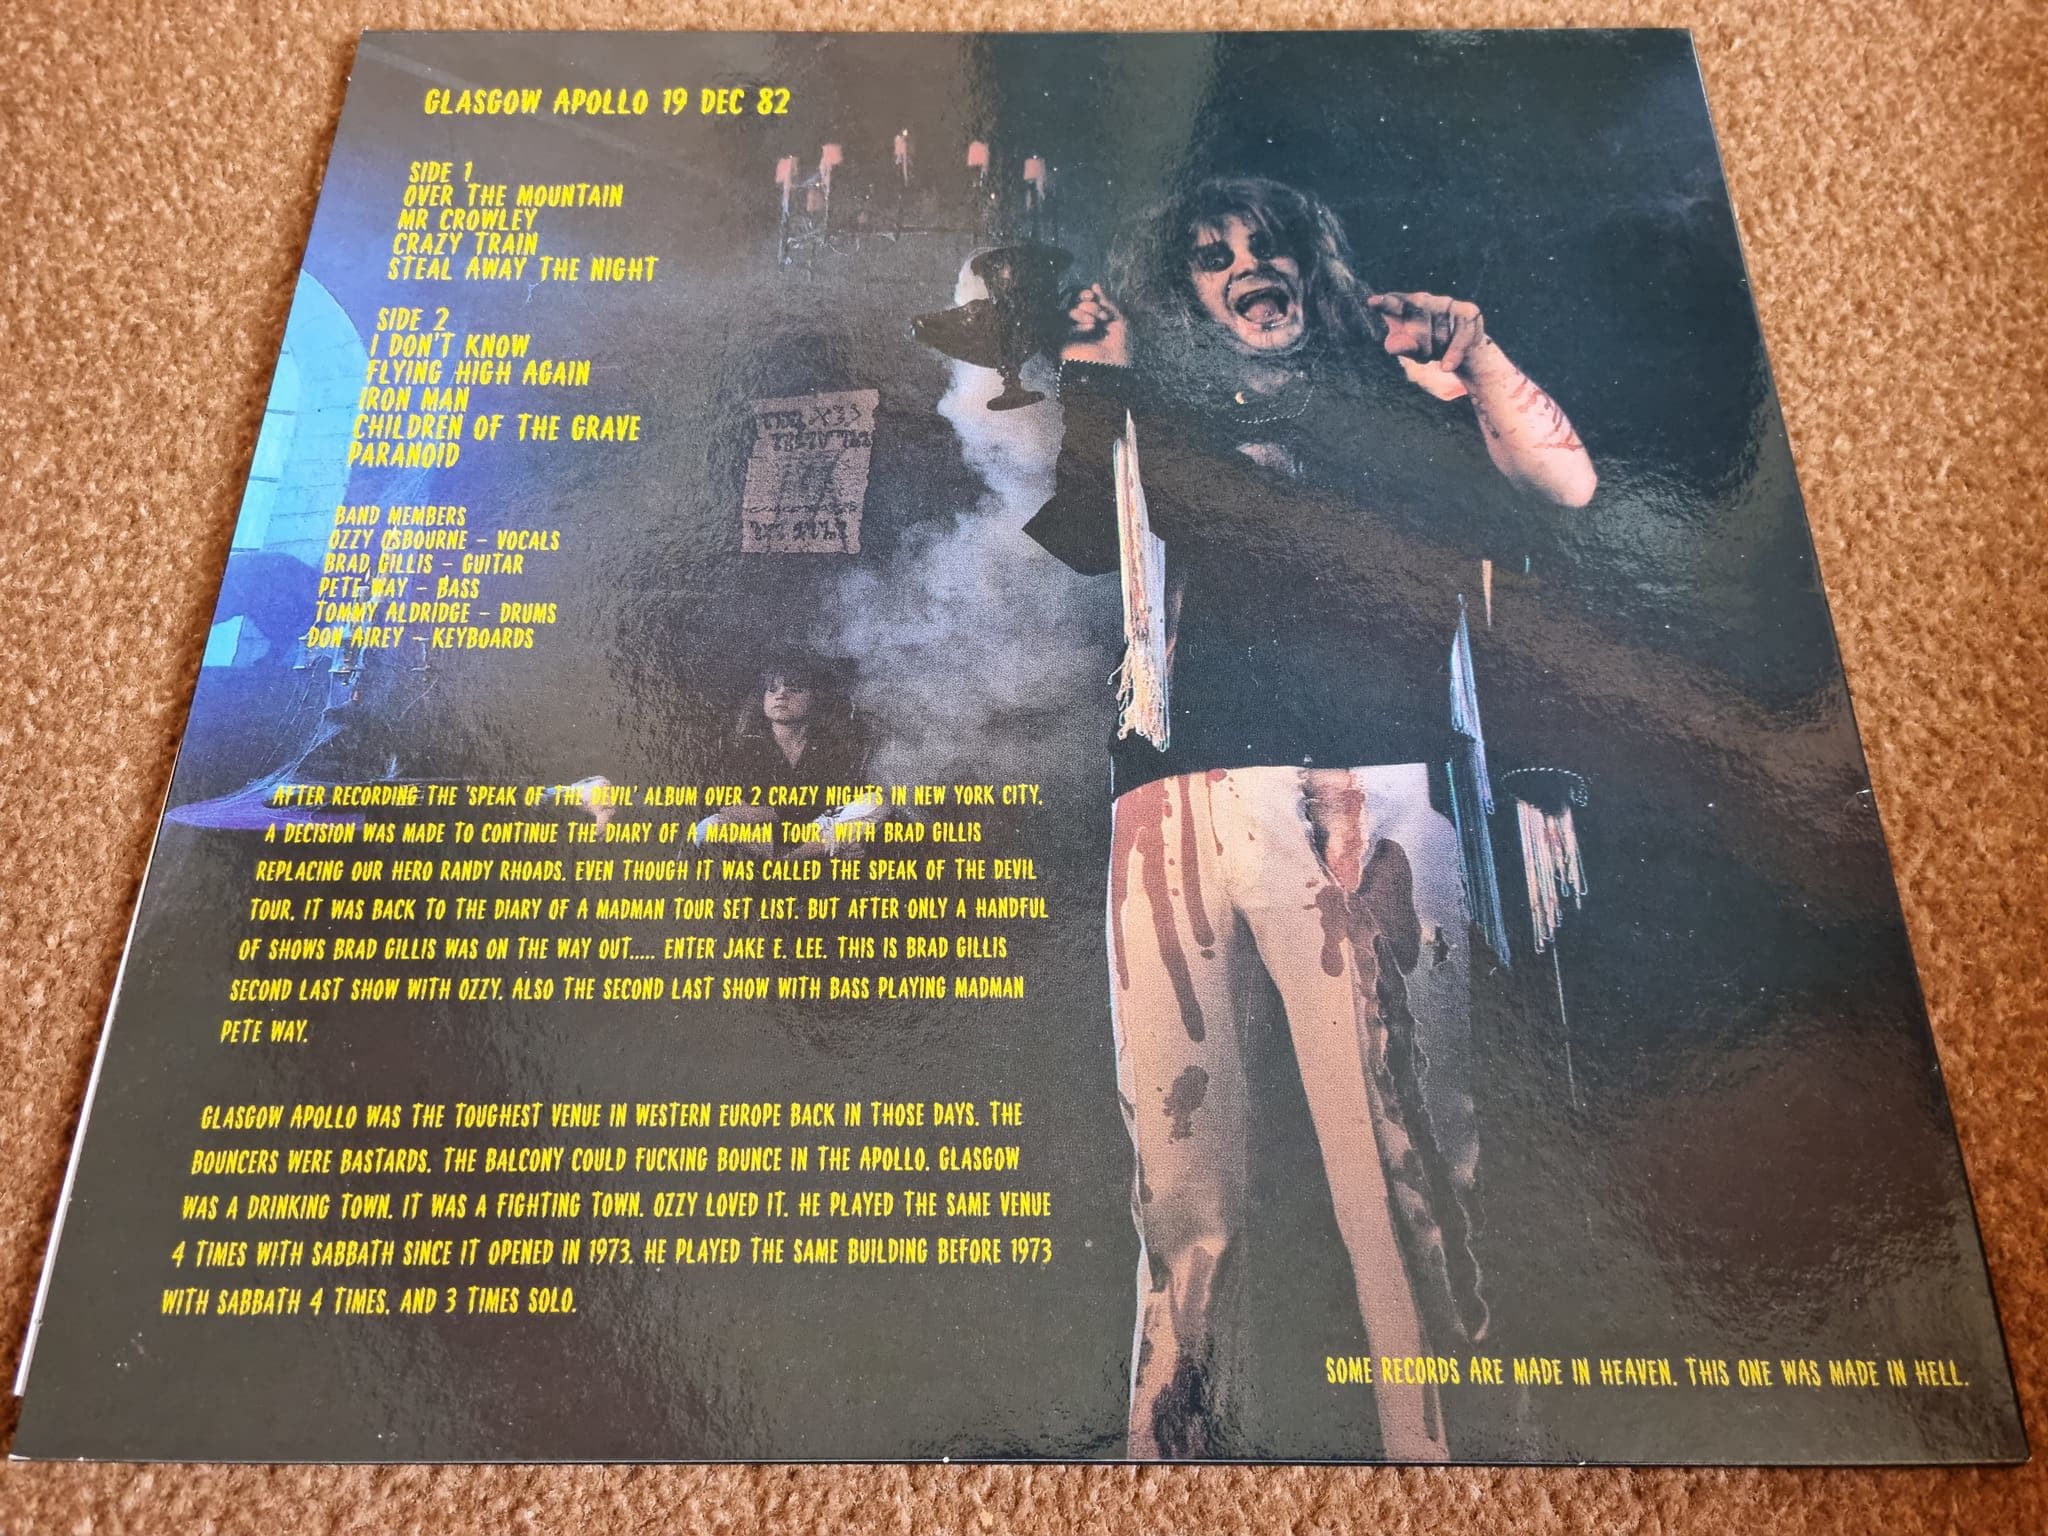 GLASGOW APOLLO 19 DEC 82
SIDE 1
OVER THE MOUNTAIN
MR CROWLEY
CRAZY TRAIN
STEAL AWAY THE NIGHT
SIDE 2
I DON'T KNOW
FLYING HIGH AGAIN
IRON MAN
CHILDREN OF THE GRAVE
PARANOID
BAND MEMBERS
OZZY OSBOURNE – VOCALS
BRAD GILLIS – GUITAR
PETE WAY – BASS
TOMMY ALDRIDGE – DRUMS
DON AIREY – KEYBOARDS
AFTER RECORDING THE 'SPEAK OF THE DEVIL' ALBUM OVER 2 CRAZY NIGHTS IN NEW YORK CITY.
A DECISION WAS MADE TO CONTINUE THE DIARY OF A MADMAN TOUR. WITH BRAD GILLIS
REPLACING OUR HERO RANDY RHOADS. EVEN THOUGH IT WAS CALLED THE SPEAK OF THE DEVIL
TOUR. IT WAS BACK TO THE DIARY OF A MADMAN TOUR SET LIST. BUT AFTER ONLY A HANDFUL
OF SHOWS BRAD GILLIS WAS ON THE WAY OUT..... ENTER JAKE E. LEE. THIS IS BRAD GILLIS
SECOND LAST SHOW WITH OZZY. ALSO THE SECOND LAST SHOW WITH BASS PLAYING MADMAN
PETE WAY.
GLASGOW APOLLO WAS THE TOUGHEST VENUE IN WESTERN EUROPE BACK IN THOSE DAYS. THE
BOUNCERS WERE BASTARDS. THE BALCONY COULD FUCKING BOUNCE IN THE APOLLO. GLASGOW
WAS A DRINKING TOWN. IT WAS A FIGHTING TOWN. OZZY LOVED IT. HE PLAYED THE SAME VENUE
4 TIMES WITH SABBATH SINCE IT OPENED IN 1973. HE PLAYED THE SAME BUILDING BEFORE 1973
WITH SABBATH 4 TIMES. AND 3 TIMES SOLO.
SOME RECORDS ARE MADE IN HEAVEN. THIS ONE WAS MADE IN HELL.